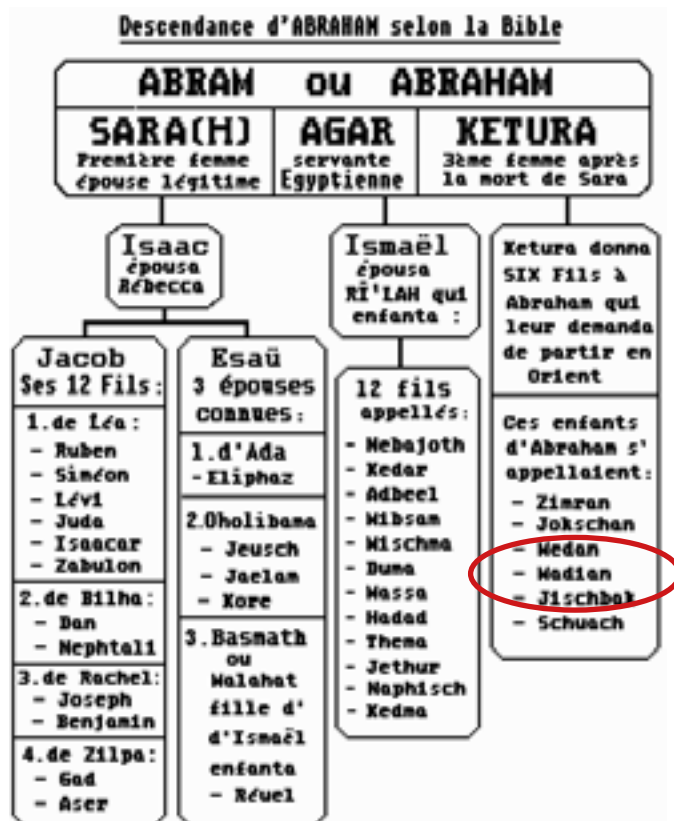 Descendance d'ABRAHAM selon la Bible
ABRAM ou ABRAHAM
SARA(H)
Première femme
épouse légitime
AGAR
servante
Egyptienne
KETURA
3ème femme après
la mort de Sara
Isaac
épousa
Rébecca
Ismaël
épousa
RÎ'LAH qui
enfanta :
Ketura donna
SIX Fils à
Abraham qui
leur demanda
de partir en
Orient
Jacob
Ses 12 Fils:
1.de Léa:
- Ruben
- Siméon
- Lévi
- Juda
- Isaacar
- Zabulon
2.de Bilha:
- Dan
- Nephtali
3.de Rachel:
- Joseph
- Benjamin
4.de Zilpa:
- Gad
- Aser
Esaü
3 épouses
connues:
1.d'Ada
-Eliphaz
2.Oholibama
- Jeusch
- Jaelam
- Kore
3.Basmath
ou
Mahalat
fille d'
d'Ismaël
enfanta
- Réuel
12 fils
appellés:
- Nebajoth
- Kedar
- Adbeel
- Mibsam
- Mischma
- Duma
- Massa
- Hadad
- Thema
- Jethur
- Naphisch
- Kedma
Ces enfants
d'Abraham s'
appellaient:
- Zimran
- Jokschan
- Medan
- Madian
- Jischbak
- Schuach